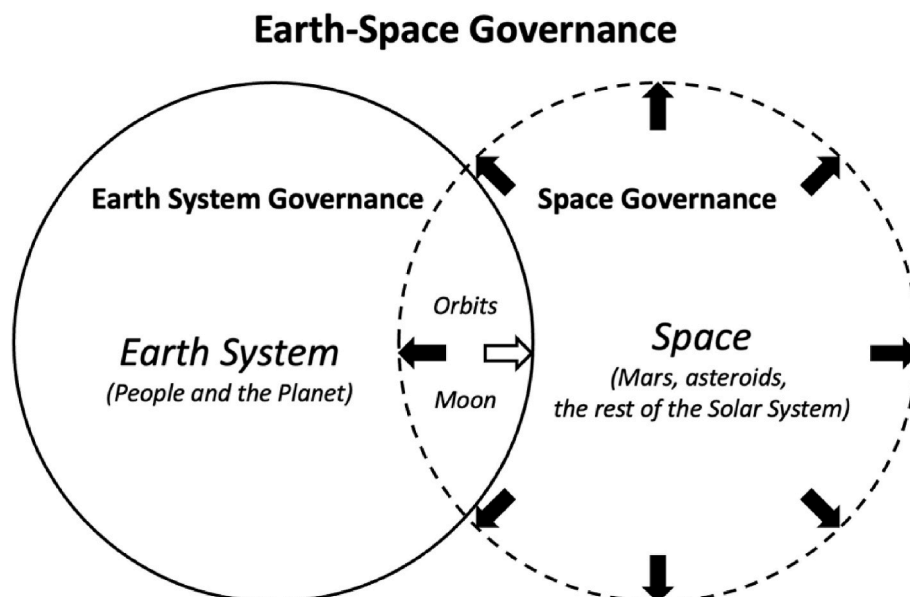 Earth-Space Governance
Earth System Governance
Space Governance
Orbits
Earth System
(People and the Planet)
Moon
Space
(Mars, asteroids,
the rest of the Solar System)